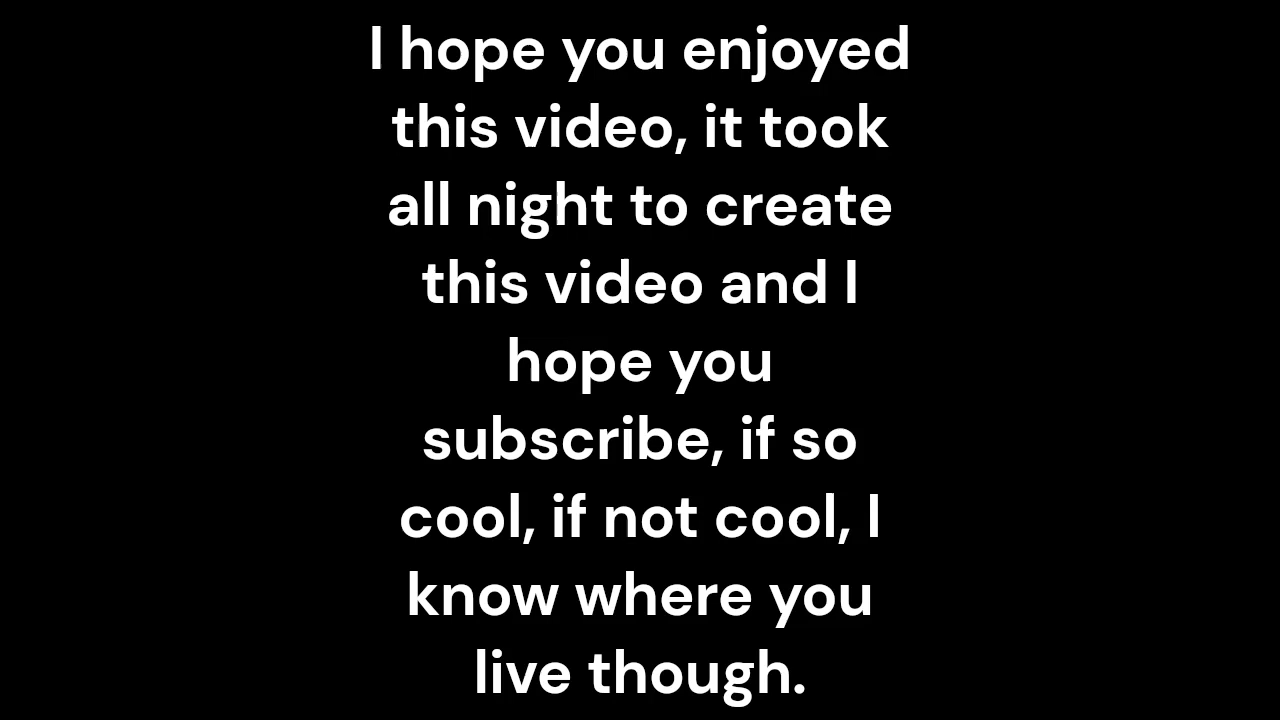 I hope you enjoyed
this video, it took
all night to create
this video and I
hope you
subscribe, if so
cool, if not cool, I
know where you
live though.